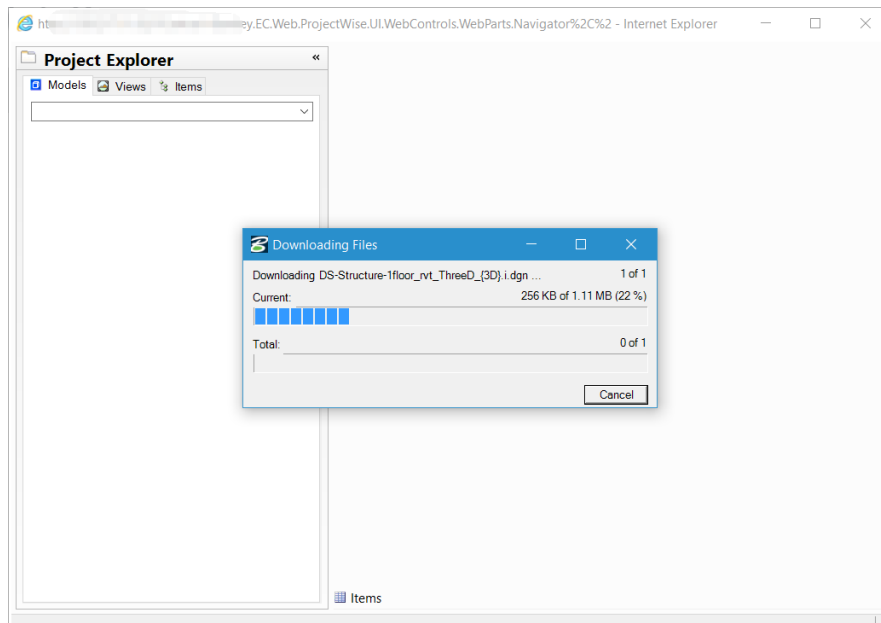 ht ey.EC.Web.ProjectWise.UI.WebControls.WebParts.Navigator%2C%2 - Internet Explorer
Project Explorer «
Models Views Items
Downloading Files
Downloading DS-Structure-1floor_rvt_ThreeD_{3D}.i.dgn ... 1 of 1
Current: 256 KB of 1.11 MB (22 %)
Total: 0 of 1
Cancel
Items